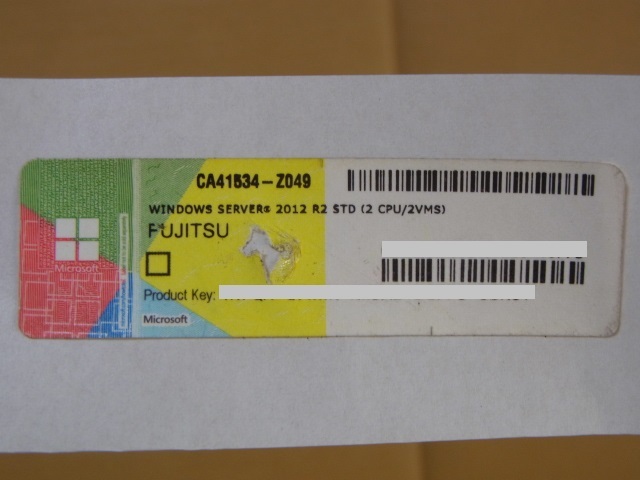 CA41534-Z049
WINDOWS SERVER® 2012 R2 STD (2 CPU/2VMS)
FUJITSU
Microsoft
Product Key:
Microsoft